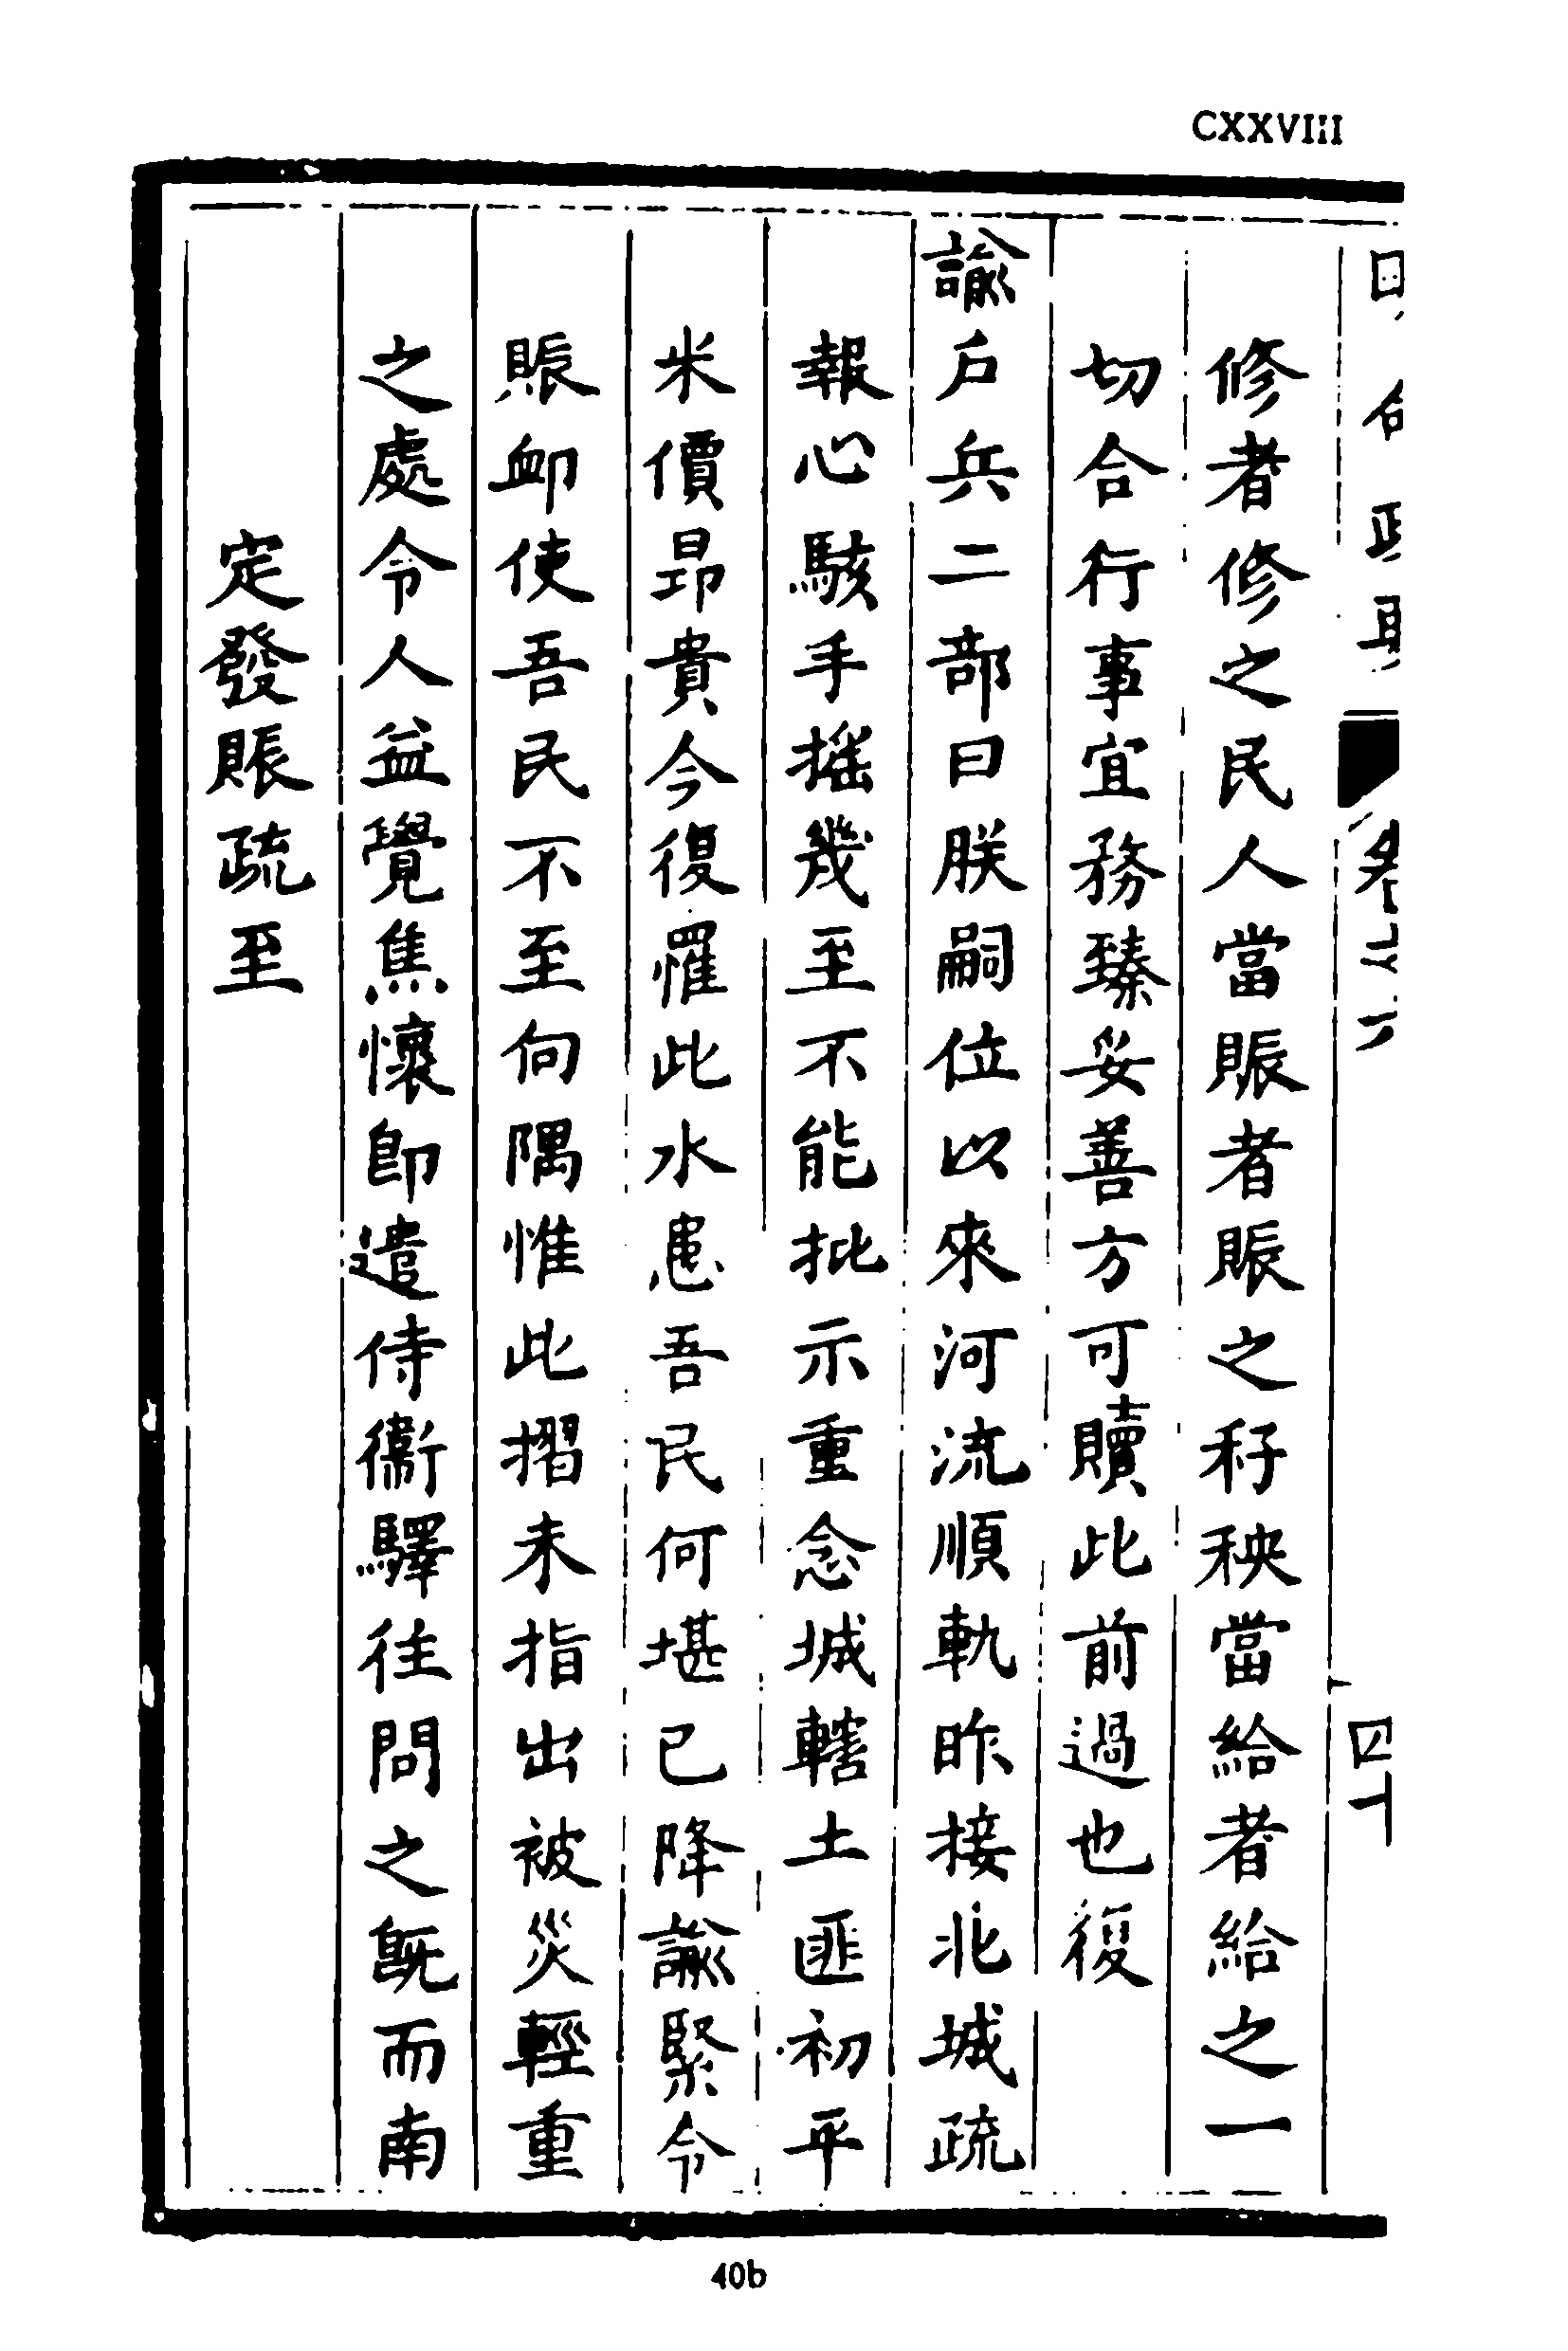 CXXVIII
修者修之民人當賑者賑之秄秧當給者給之一
切合行事宜務臻妥善方可贖此前過也復
諭戶兵二部曰朕嗣位以來河流順軌昨接北城疏
報心駭手摇幾至不能批示重念城轄土匪初平
米價昻貴今復罹此水患吾民何堪已降諭緊令
賑卹使吾民不至向隅惟此摺未指出被災輕重
之處令人益覺焦懷即遣侍衞驛往問之旣而南
定發賑疏至
四十
40b